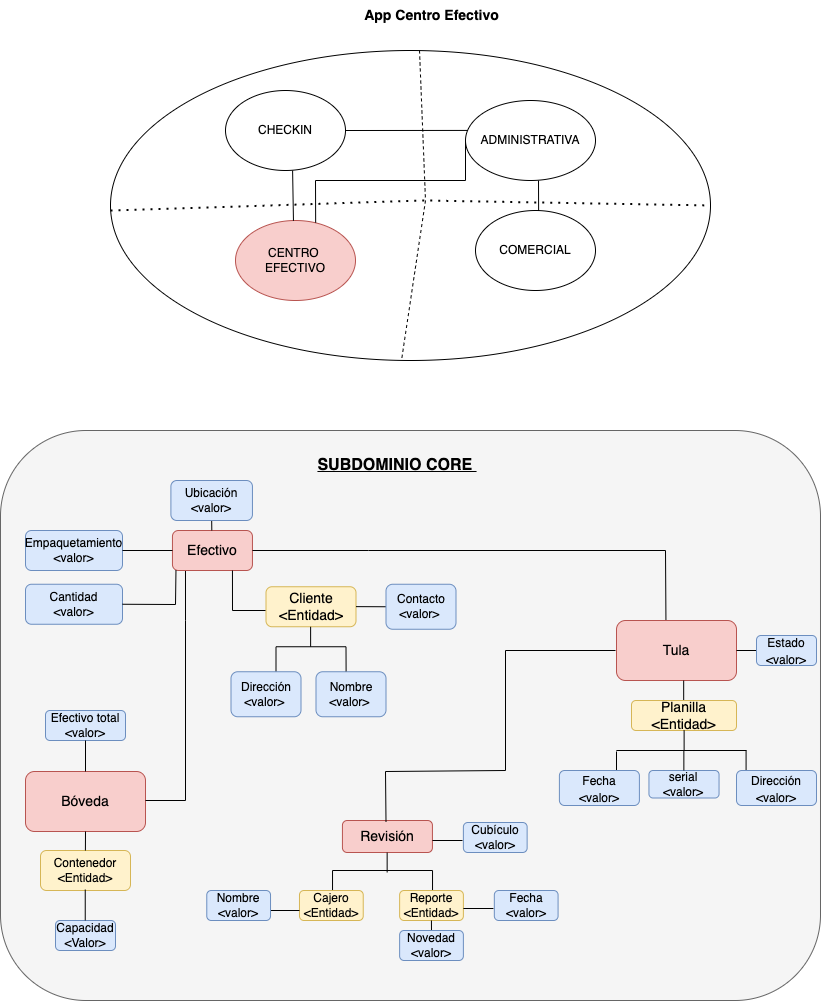 App Centro Efectivo
CHECKIN
ADMINISTRATIVA
CENTRO
EFECTIVO
COMERCIAL
SUBDOMINIO CORE
Ubicación
<valor>
Empaquetamiento
<valor>
Efectivo
Cantidad
<valor>
Cliente
<Entidad>
Contacto
<valor>
Dirección
<valor>
Nombre
<valor>
Tula
Estado
<valor>
Planilla
<Entidad>
Fecha
<valor>
serial
<valor>
Dirección
<valor>
Efectivo total
<valor>
Bóveda
Contenedor
<Entidad>
Capacidad
<Valor>
Revisión
Cubículo
<valor>
Nombre
<valor>
Cajero
<Entidad>
Reporte
<Entidad>
Fecha
<valor>
Novedad
<valor>